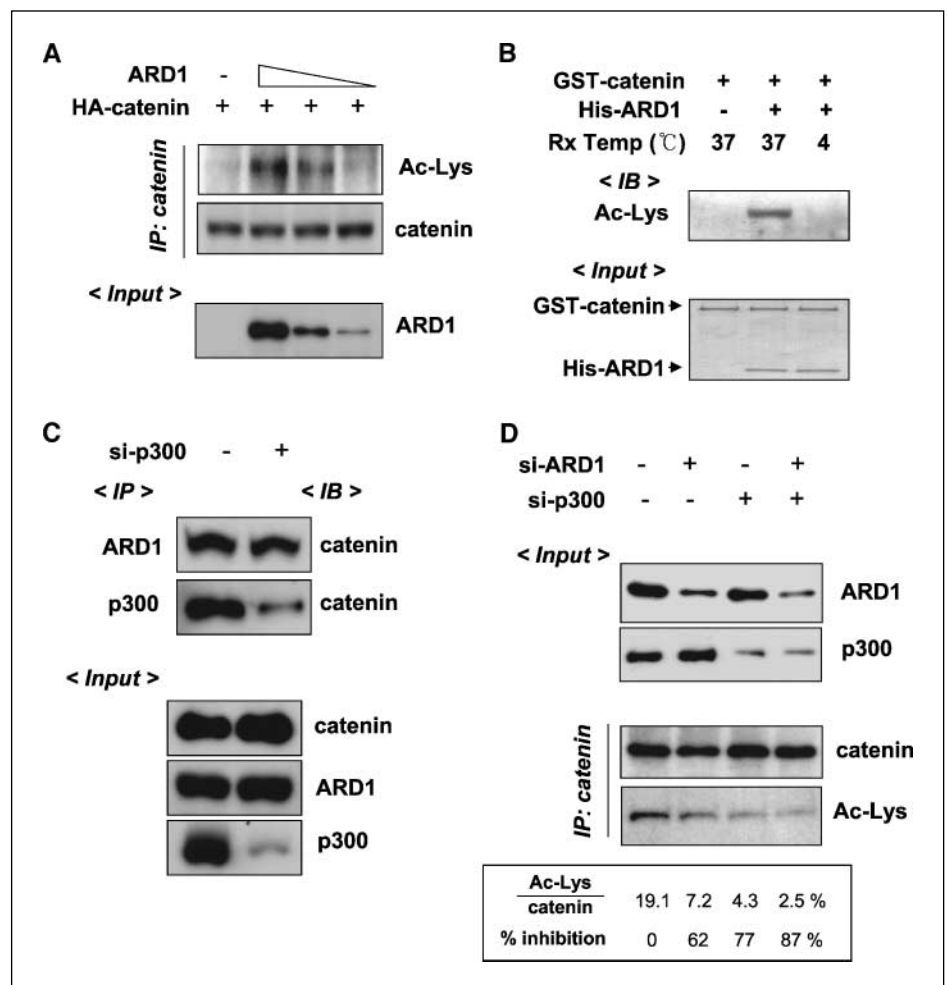 A
ARD1 -
HA-catenin + + + +
IP: catenin
Ac-Lys
catenin
< Input >
ARD1
B
GST-catenin + + +
His-ARD1 - + +
Rx Temp (℃) 37 37 4
< IB >
Ac-Lys
< Input >
GST-catenin
His-ARD1
C
si-p300 - +
< IP > < IB >
ARD1 catenin
p300 catenin
< Input >
catenin
ARD1
p300
D
si-ARD1 - + - +
si-p300 - - + +
< Input >
ARD1
p300
IP: catenin
catenin
Ac-Lys
Ac-Lys
catenin
19.1 7.2 4.3 2.5 %
% inhibition 0 62 77 87 %